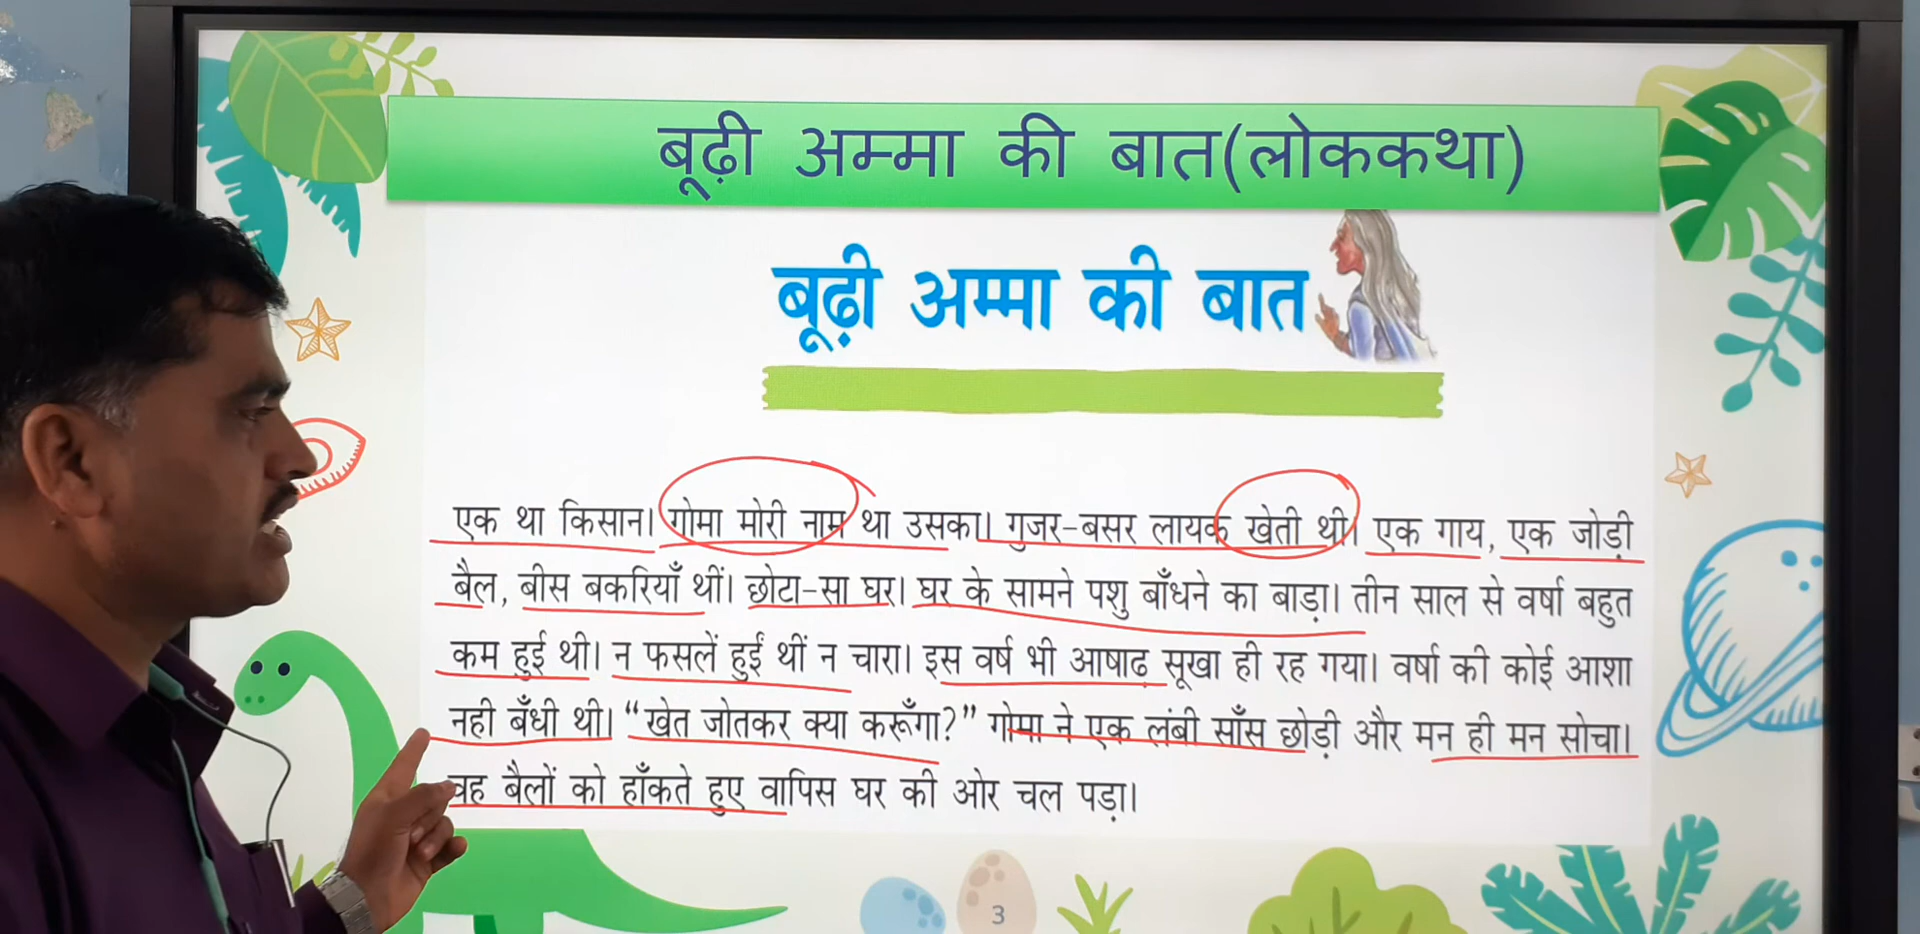 बूढ़ी अम्मा की बात(लोककथा)
बूढ़ी अम्मा की बात
एक था किसान। गोमा मोरी नाम था उसका। गुजर-बसर लायक खेती थी। एक गाय, एक जोड़ी
बैल, बीस बकरियाँ थीं। छोटा-सा घर। घर के सामने पशु बाँधने का बाड़ा। तीन साल से वर्षा बहुत
कम हुई थी। न फसलें हुईं थीं न चारा। इस वर्ष भी आषाढ़ सूखा ही रह गया। वर्षा की कोई आशा
नही बँधी थी। “खेत जोतकर क्या करूँगा?” गोमा ने एक लंबी साँस छोड़ी और मन ही मन सोचा।
वह बैलों को हाँकते हुए वापिस घर की ओर चल पड़ा।
3